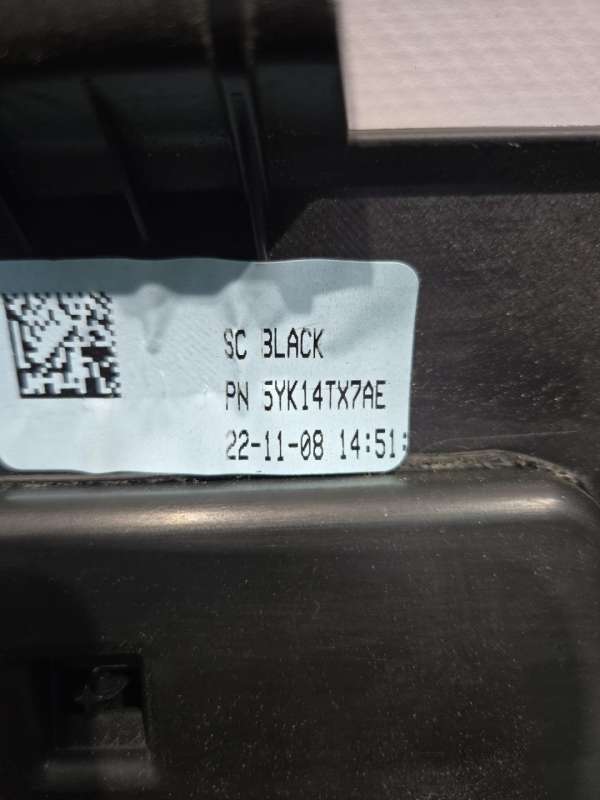 SC BLACK
PN 5YK14TX7AE
22-11-08 14:51: